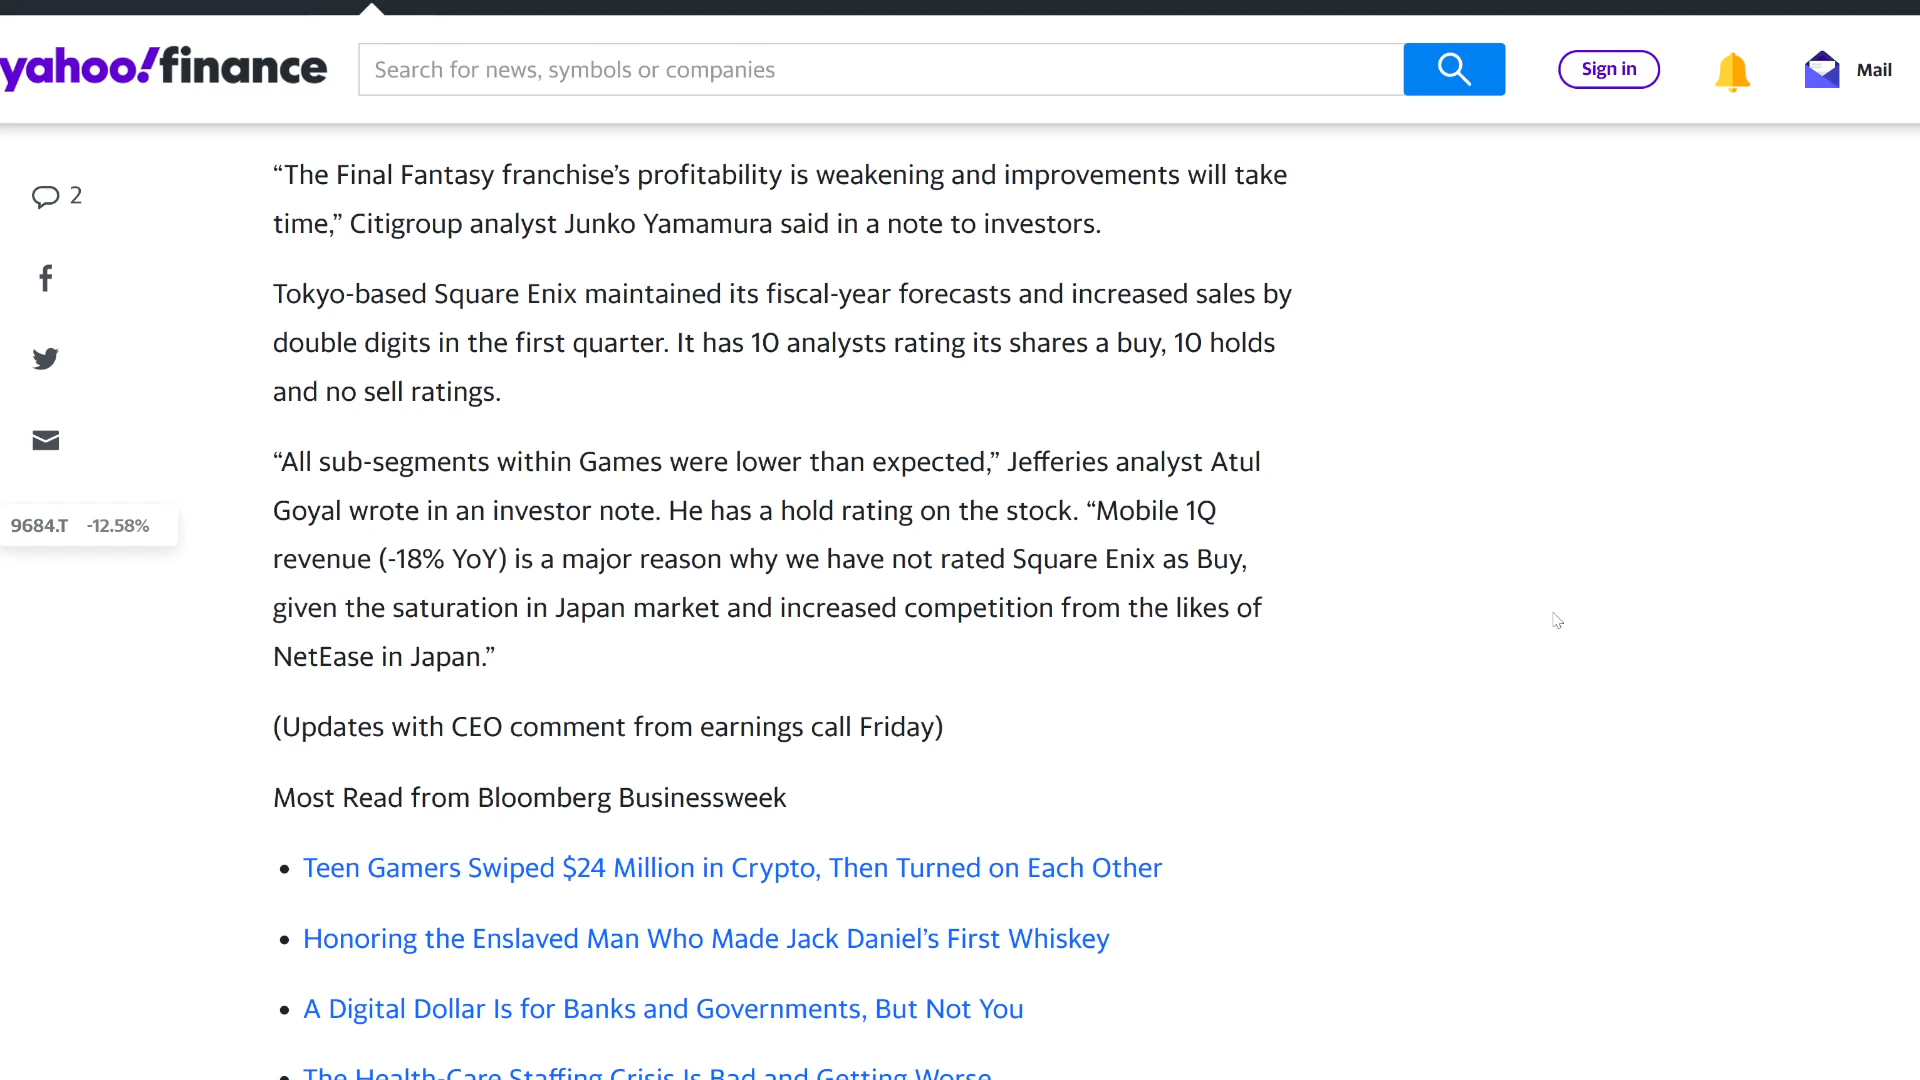 yahoo!finance
Search for news, symbols or companies
Sign in
Mail
2
“The Final Fantasy franchise’s profitability is weakening and improvements will take
time,” Citigroup analyst Junko Yamamura said in a note to investors.
Tokyo-based Square Enix maintained its fiscal-year forecasts and increased sales by
double digits in the first quarter. It has 10 analysts rating its shares a buy, 10 holds
and no sell ratings.
“All sub-segments within Games were lower than expected,” Jefferies analyst Atul
Goyal wrote in an investor note. He has a hold rating on the stock. “Mobile 1Q
9684.T -12.58%
revenue (-18% YoY) is a major reason why we have not rated Square Enix as Buy,
given the saturation in Japan market and increased competition from the likes of
NetEase in Japan.”
(Updates with CEO comment from earnings call Friday)
Most Read from Bloomberg Businessweek
• Teen Gamers Swiped $24 Million in Crypto, Then Turned on Each Other
• Honoring the Enslaved Man Who Made Jack Daniel’s First Whiskey
• A Digital Dollar Is for Banks and Governments, But Not You
• The Health-Care Staffing Crisis Is Bad and Getting Worse